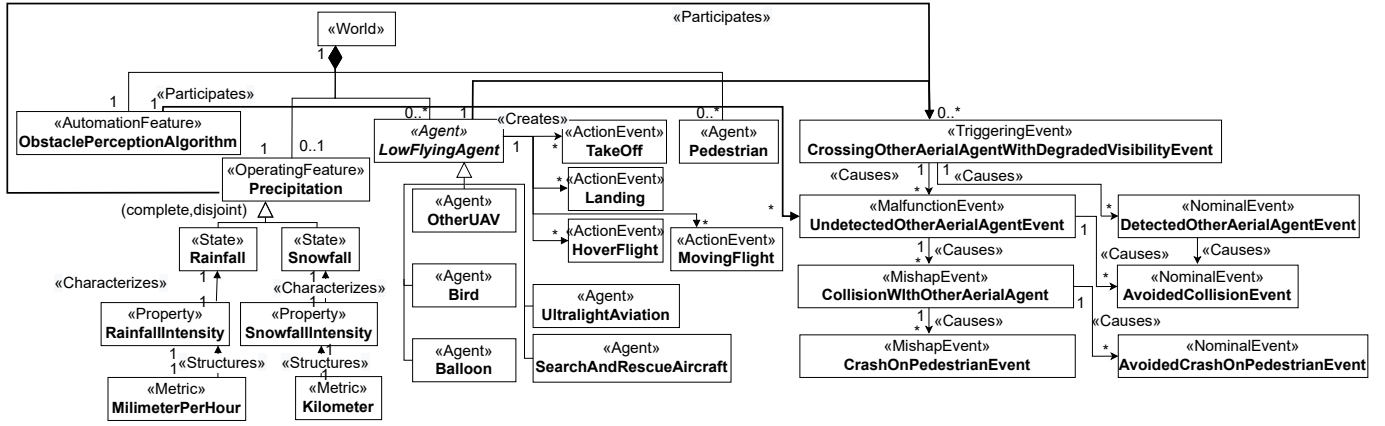 «Participates»
«World»
1
1
1
«Participates»
0..*
1
0..*
0..*
«AutomationFeature»
ObstaclePerceptionAlgorithm
«Agent»
LowFlyingAgent
«Creates»
1
*
«ActionEvent»
TakeOff
«Agent»
Pedestrian
«TriggeringEvent»
CrossingOtherAerialAgentWithDegradedVisibilityEvent
1
0..1
«OperatingFeature»
Precipitation
*
«ActionEvent»
Landing
«Causes»
1
1
«Causes»
*
*
(complete,disjoint)
«Agent»
OtherUAV
*
*
*
«MalfunctionEvent»
UndetectedOtherAerialAgentEvent
1
«NominalEvent»
DetectedOtherAerialAgentEvent
«State»
Rainfall
«State»
Snowfall
«ActionEvent»
HoverFlight
«ActionEvent»
MovingFlight
1
*
«Causes»
«Causes»
1
1
«Characterizes»
1
«Characterizes»
1
«Agent»
Bird
«MishapEvent»
CollisionWIthOtherAerialAgent
1
*
«NominalEvent»
AvoidedCollisionEvent
«Property»
RainfallIntensity
«Property»
SnowfallIntensity
«Agent»
UltralightAviation
1
*
«Causes»
«Causes»
1
«Structures»
1
1
«Structures»
1
«Agent»
Balloon
«Agent»
SearchAndRescueAircraft
«MishapEvent»
CrashOnPedestrianEvent
*
«NominalEvent»
AvoidedCrashOnPedestrianEvent
«Metric»
MilimeterPerHour
«Metric»
Kilometer